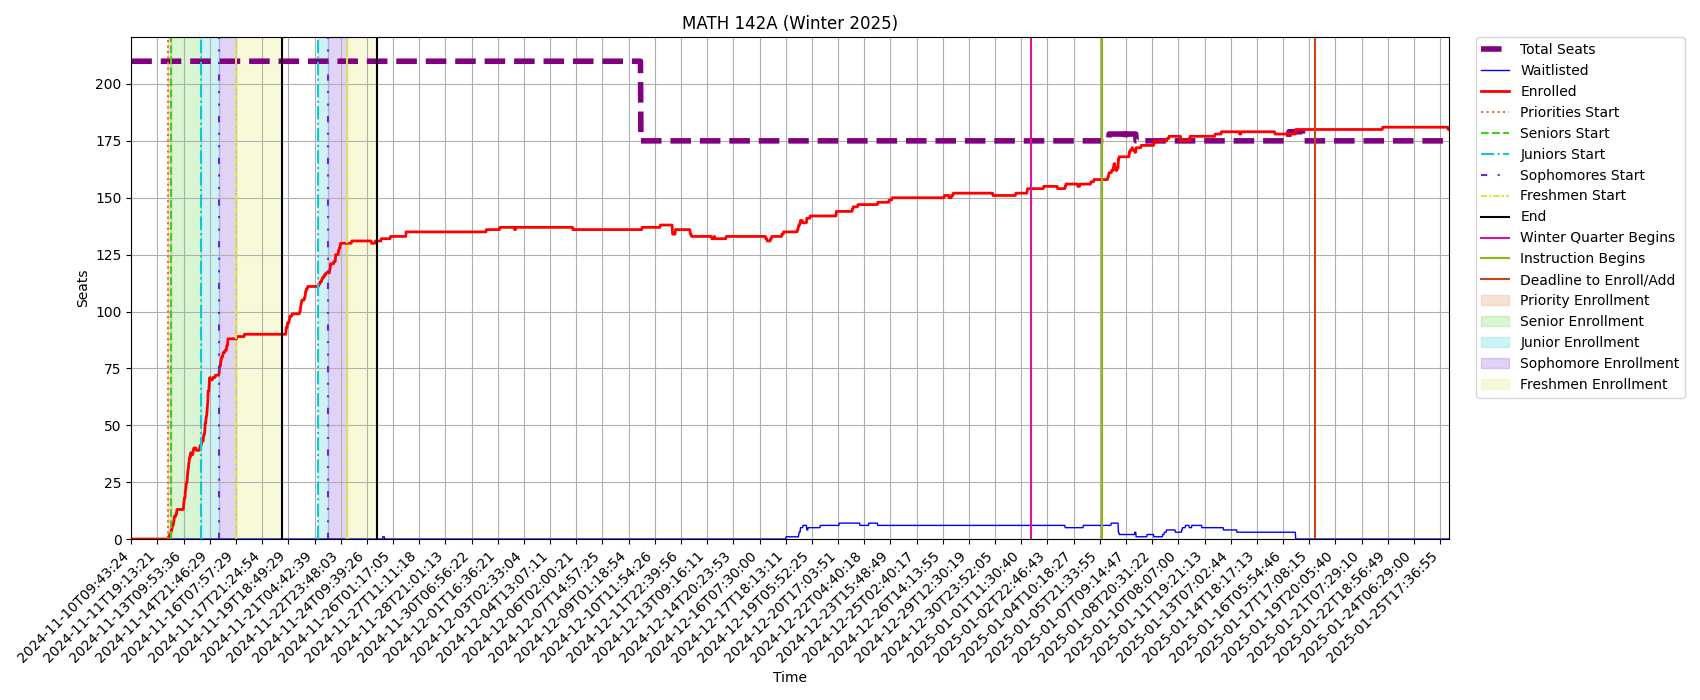 MATH 142A (Winter 2025)
Total Seats
Waitlisted
Enrolled
Priorities Start
Seniors Start
Juniors Start
Sophomores Start
Freshmen Start
End
Winter Quarter Begins
Instruction Begins
Deadline to Enroll/Add
Priority Enrollment
Senior Enrollment
Junior Enrollment
Sophomore Enrollment
Freshmen Enrollment
Seats
200
175
150
125
100
75
50
25
0
2024-11-10T09:43:24
2024-11-11T19:13:21
2024-11-13T09:53:36
2024-11-14T21:46:29
2024-11-16T07:57:29
2024-11-17T21:24:54
2024-11-19T18:49:29
2024-11-21T04:42:39
2024-11-22T23:48:03
2024-11-24T09:39:26
2024-11-26T01:17:05
2024-11-27T11:11:18
2024-11-28T21:01:13
2024-11-30T06:56:22
2024-12-01T16:36:21
2024-12-03T02:33:04
2024-12-04T13:07:11
2024-12-06T02:00:21
2024-12-07T14:57:25
2024-12-09T01:18:54
2024-12-10T11:54:26
2024-12-11T22:39:56
2024-12-13T09:16:11
2024-12-14T20:23:53
2024-12-16T07:30:00
2024-12-17T18:13:11
2024-12-19T05:52:25
2024-12-20T17:03:51
2024-12-22T04:40:18
2024-12-23T15:48:49
2024-12-25T02:40:17
2024-12-26T14:13:55
2024-12-29T12:30:19
2024-12-30T23:52:05
2025-01-01T11:30:40
2025-01-02T22:46:43
2025-01-04T10:18:27
2025-01-05T21:33:55
2025-01-07T09:14:47
2025-01-08T20:31:22
2025-01-10T08:07:00
2025-01-11T19:21:13
2025-01-13T07:02:44
2025-01-14T18:17:13
2025-01-16T05:54:46
2025-01-17T17:08:15
2025-01-19T20:05:40
2025-01-21T07:29:10
2025-01-22T18:56:49
2025-01-24T06:29:00
2025-01-25T17:36:55
Time